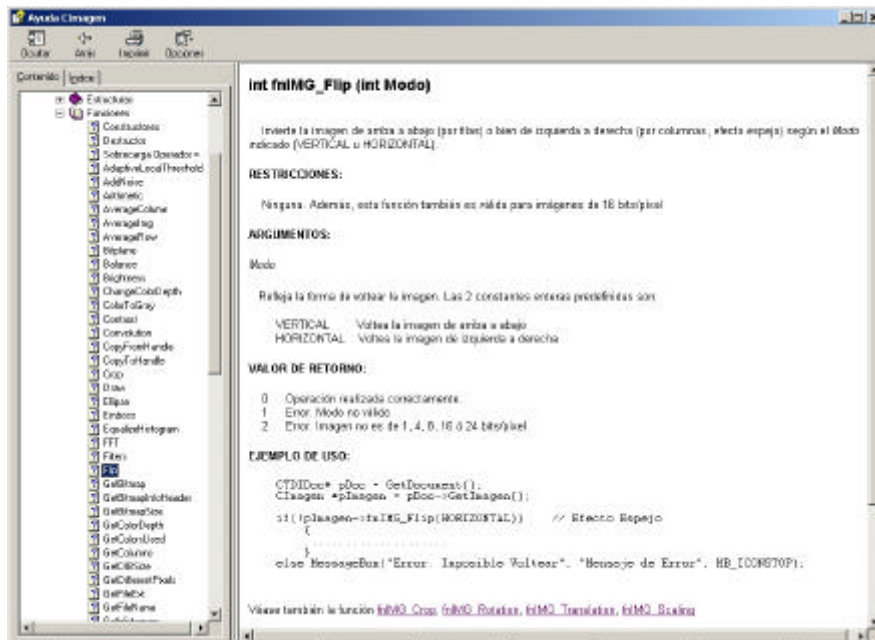 Ayuda CImagen
Ocultar Atrás Imprimir Opciones
Contenido Índice
Estructuras
Funciones
Constructores
Destructor
Sobrecarga Operador =
AdaptiveLocalThreshold
AddNoise
Arithmetic
AverageColumn
AverageImg
AverageRow
Bitplane
Balance
Brightness
ChangeColorDepth
ColorToGray
Contrast
Convolution
CopyFromHandle
CopyToHandle
Crop
Draw
Ellipse
Emboss
EqualizeHistogram
FFT
Filters
Flip
GetBitmap
GetBitmapInfoHeader
GetBitmapSize
GetColorDepth
GetColorsUsed
GetColumns
GetDIBSize
GetDifferentPixels
GetFileExt
GetFileName
int fnIMG_Flip (int Modo)
Invierte la imagen de arriba a abajo (por filas) o bien de izquierda a derecha (por columnas, efecto espejo) según el Modo
indicado (VERTICAL u HORIZONTAL).
RESTRICCIONES:
Ninguna. Además, esta función también es válida para imágenes de 16 bits/pixel
ARGUMENTOS:
Modo
Refleja la forma de voltear la imagen. Las 2 constantes enteras predefinidas son:
VERTICAL Voltea la imagen de arriba a abajo
HORIZONTAL Voltea la imagen de izquierda a derecha
VALOR DE RETORNO:
0 Operación realizada correctamente.
1 Error. Modo no válido
2 Error. Imagen no es de 1, 4, 8, 16 ó 24 bits/pixel
EJEMPLO DE USO:
CTDIDoc* pDoc = GetDocument();
CImagen *pImagen = pDoc->GetImagen();
if(!pImagen->fnIMG_Flip(HORIZONTAL)) // Efecto Espejo
{
....................
}
else MessageBox("Error. Imposible Voltear", "Mensaje de Error", MB_ICONSTOP);
Véase también la función fnIMG_Crop, fnIMG_Rotation, fnIMG_Translation, fnIMG_Scaling